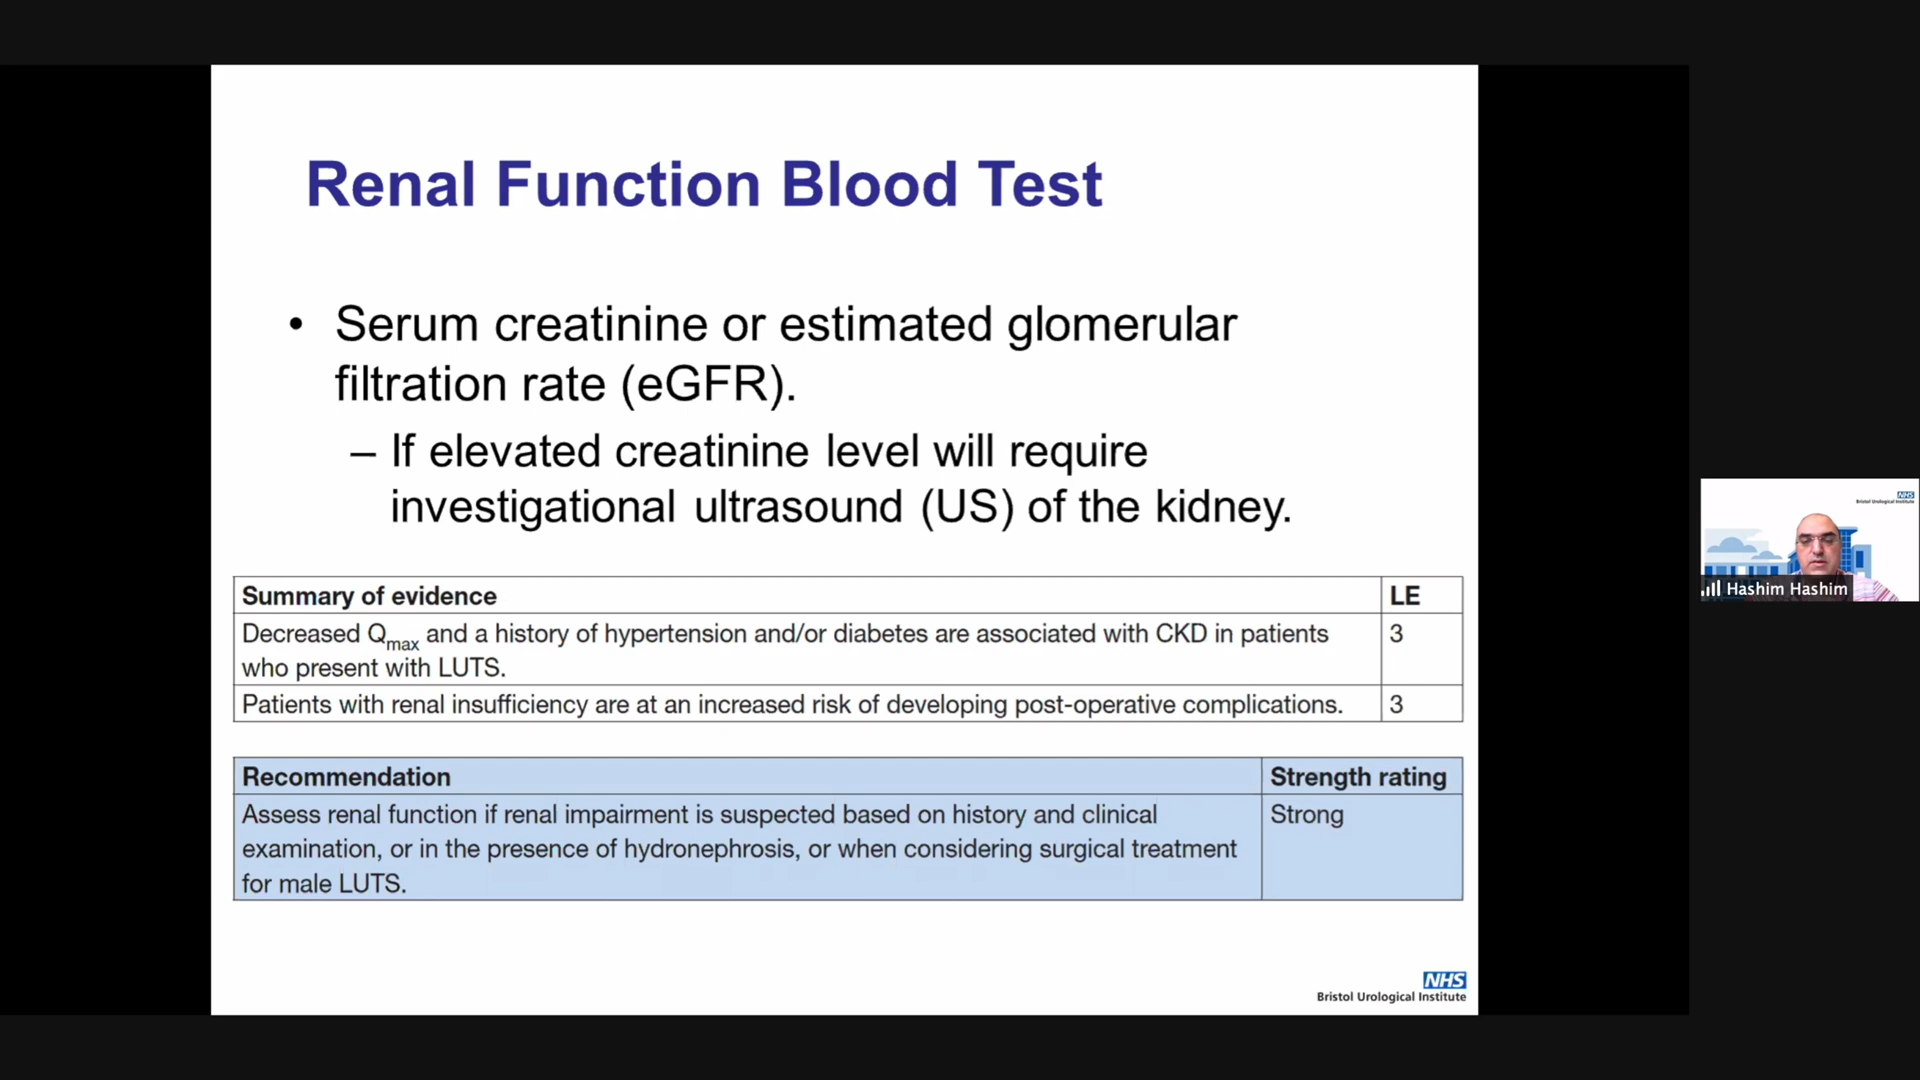 Renal Function Blood Test
• Serum creatinine or estimated glomerular
filtration rate (eGFR).
– If elevated creatinine level will require
investigational ultrasound (US) of the kidney.
Summary of evidence LE
Decreased Qmax and a history of hypertension and/or diabetes are associated with CKD in patients 3
who present with LUTS.
Patients with renal insufficiency are at an increased risk of developing post-operative complications. 3
Recommendation Strength rating
Assess renal function if renal impairment is suspected based on history and clinical Strong
examination, or in the presence of hydronephrosis, or when considering surgical treatment
for male LUTS.
NHS
Bristol Urological Institute
NHS
Bristol Urological Institute
Hashim Hashim